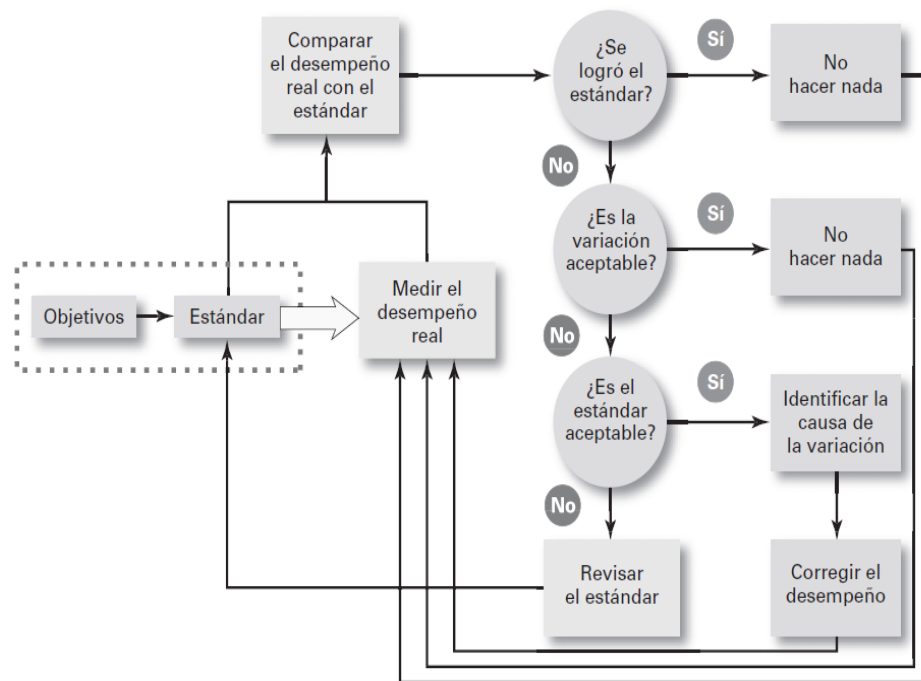 Comparar
el desempeño
real con el
estándar
¿Se
logró el
estándar?
Sí
No
hacer nada
No
¿Es la
variación
aceptable?
Sí
No
hacer nada
Objetivos
Estándar
Medir el
desempeño
real
No
¿Es el
estándar
aceptable?
Sí
Identificar la
causa de
la variación
No
Revisar
el estándar
Corregir el
desempeño